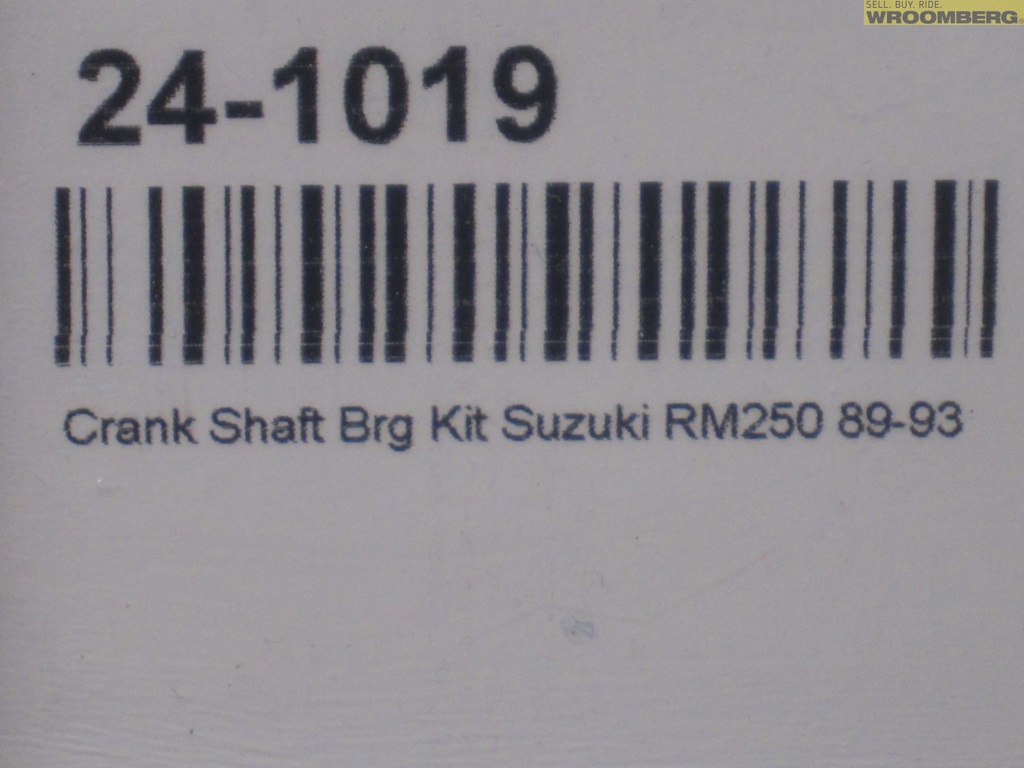 SELL. BUY. RIDE.
WROOMBERG
24-1019
Crank Shaft Brg Kit Suzuki RM250 89-93